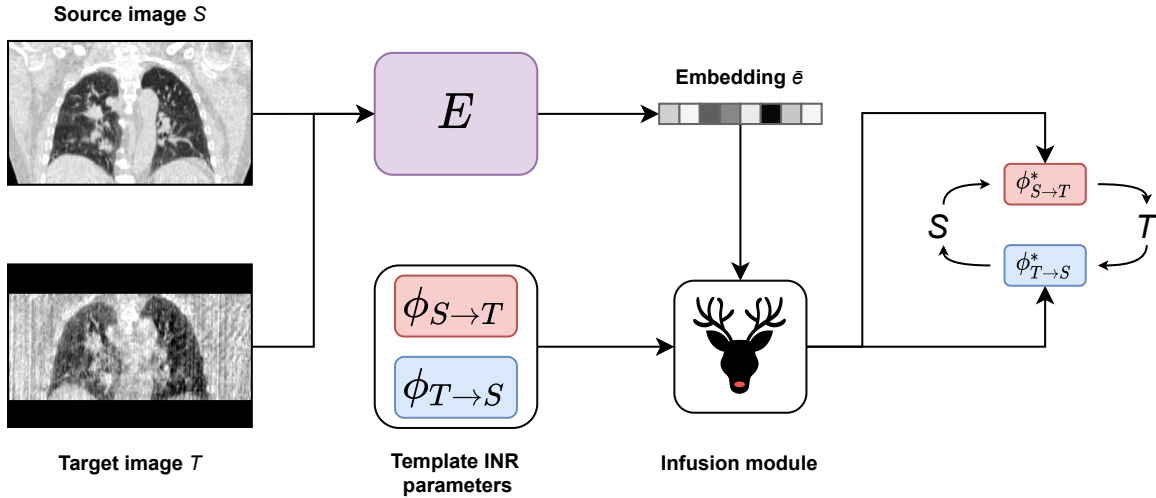 Source image S
E
Embedding ē
ϕ*S→T
S
T
ϕ*T→S
ϕS→T
ϕT→S
Target image T
Template INR
parameters
Infusion module